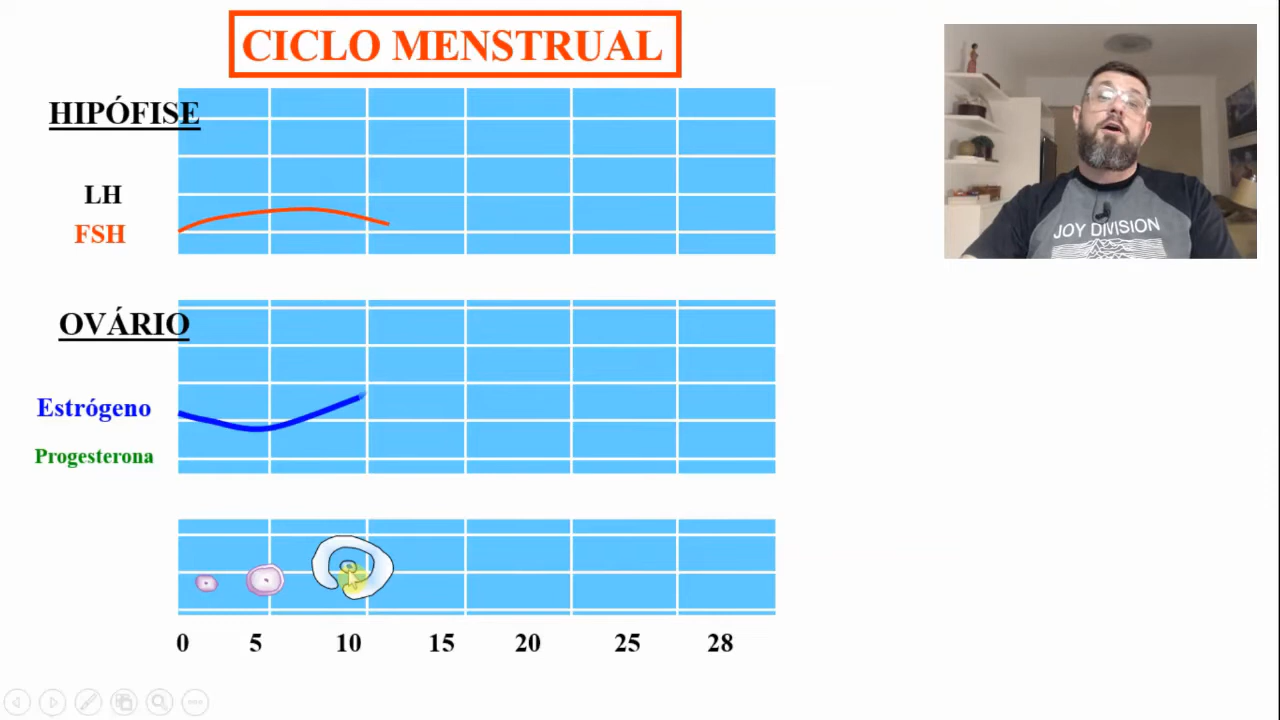 CICLO MENSTRUAL
HIPÓFISE
LH
FSH
JOY DIVISION
OVÁRIO
Estrógeno
Progesterona
0 5 10 15 20 25 28